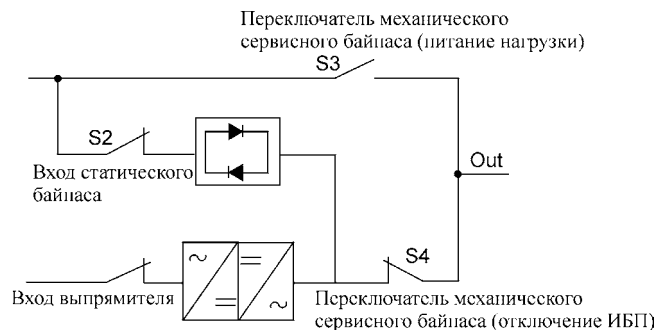 Переключатель механического
сервисного байпаса (питание нагрузки)
S3
S2
Вход статического
байпаса
Out
S4
Вход выпрямителя
Переключатель механического
сервисного байпаса (отключение ИБП)